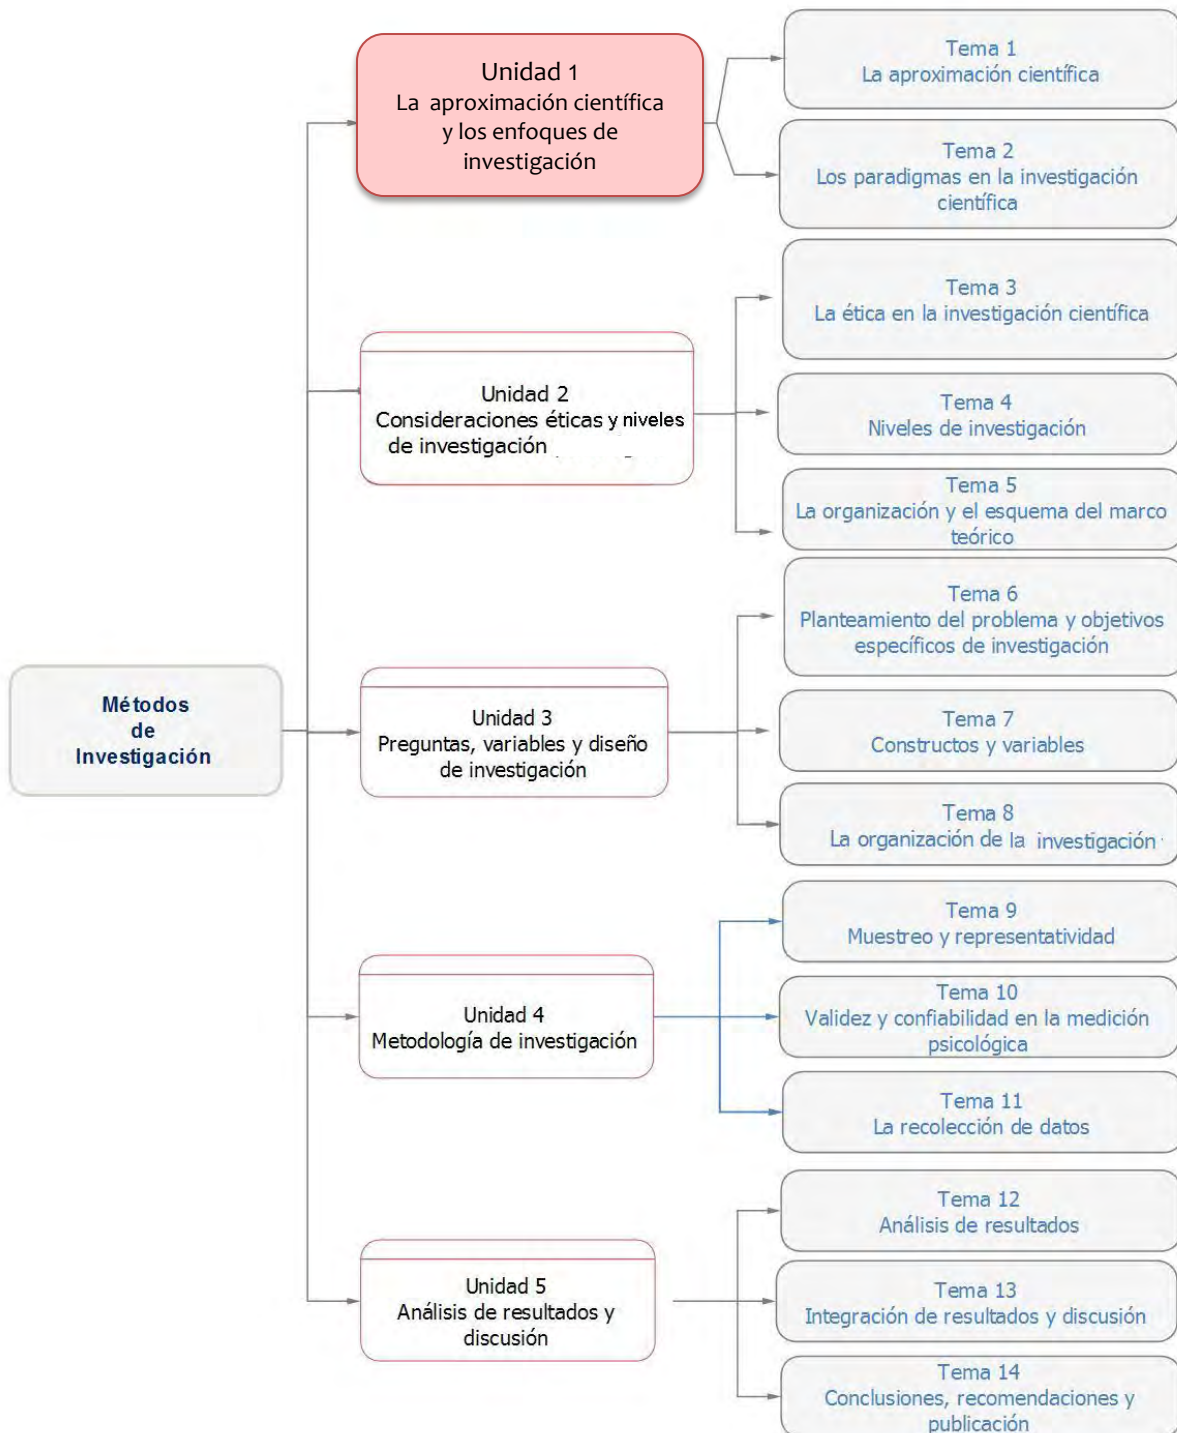 Unidad 1
La aproximación científica
y los enfoques de
investigación
Tema 1
La aproximación científica
Tema 2
Los paradigmas en la investigación
científica
Unidad 2
Consideraciones éticas y niveles
de investigación
Tema 3
La ética en la investigación científica
Tema 4
Niveles de investigación
Tema 5
La organización y el esquema del marco
teórico
Métodos
de
Investigación
Unidad 3
Preguntas, variables y diseño
de investigación
Tema 6
Planteamiento del problema y objetivos
específicos de investigación
Tema 7
Constructos y variables
Tema 8
La organización de la investigación
Unidad 4
Metodología de investigación
Tema 9
Muestreo y representatividad
Tema 10
Validez y confiabilidad en la medición
psicológica
Tema 11
La recolección de datos
Unidad 5
Análisis de resultados y
discusión
Tema 12
Análisis de resultados
Tema 13
Integración de resultados y discusión
Tema 14
Conclusiones, recomendaciones y
publicación